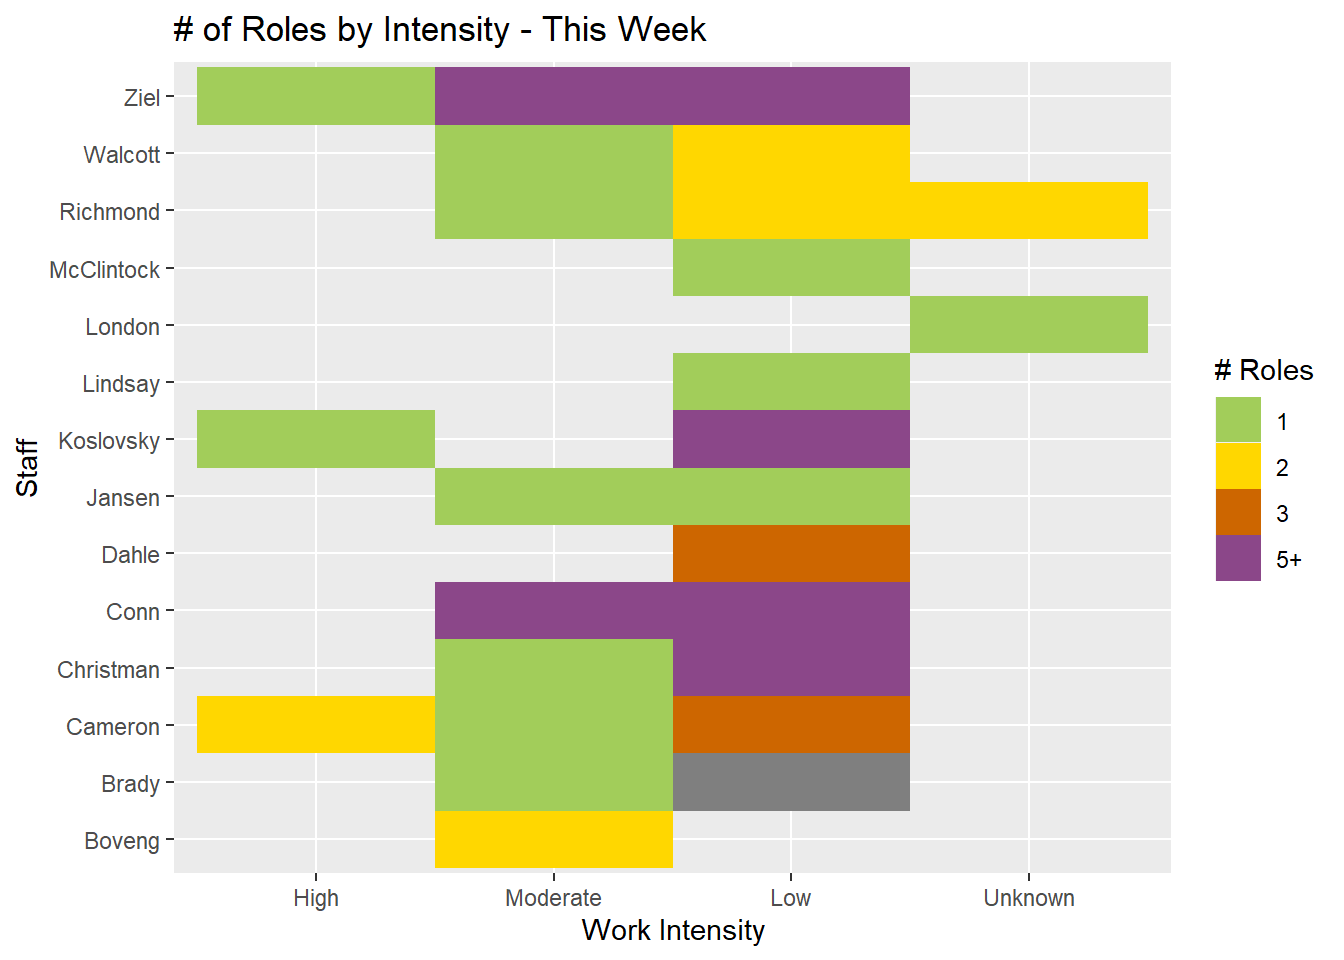 # of Roles by Intensity - This Week
Ziel
Walcott
Richmond
McClintock
London
Lindsay
Koslovsky
Jansen
Dahle
Conn
Christman
Cameron
Brady
Boveng
Staff
High Moderate Low Unknown
Work Intensity
# Roles
1
2
3
5+